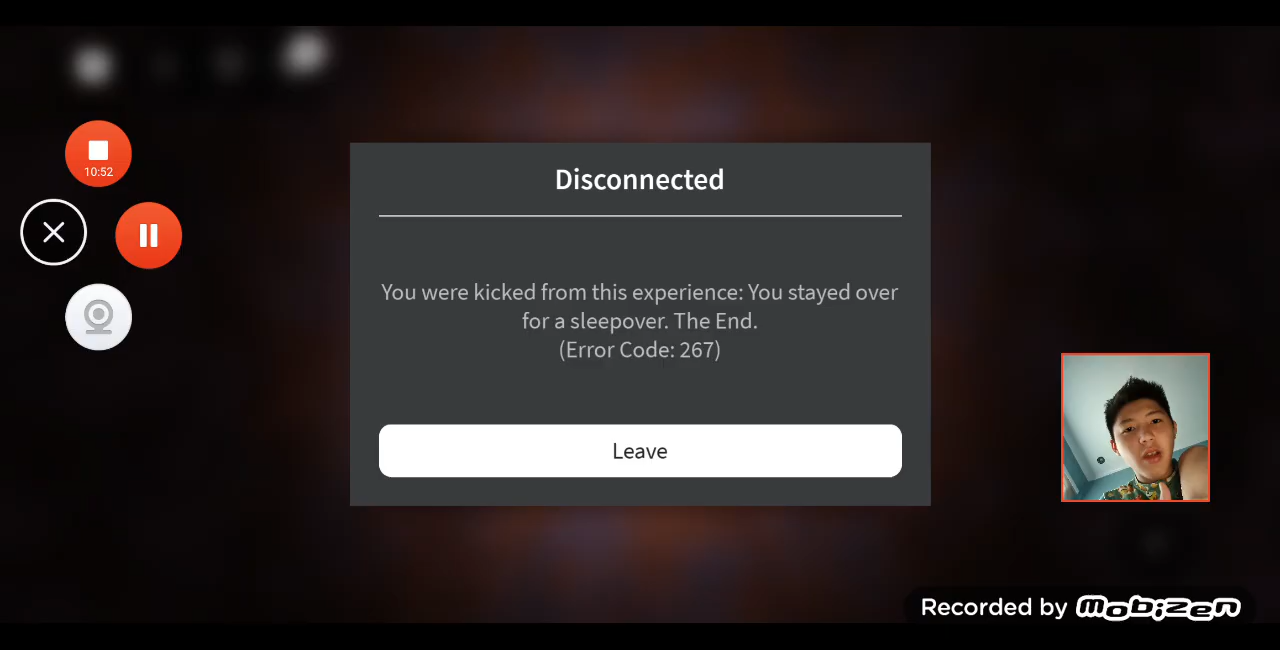 Disconnected
10:52
You were kicked from this experience: You stayed over
for a sleepover. The End.
(Error Code: 267)
Leave
Recorded by mobizen